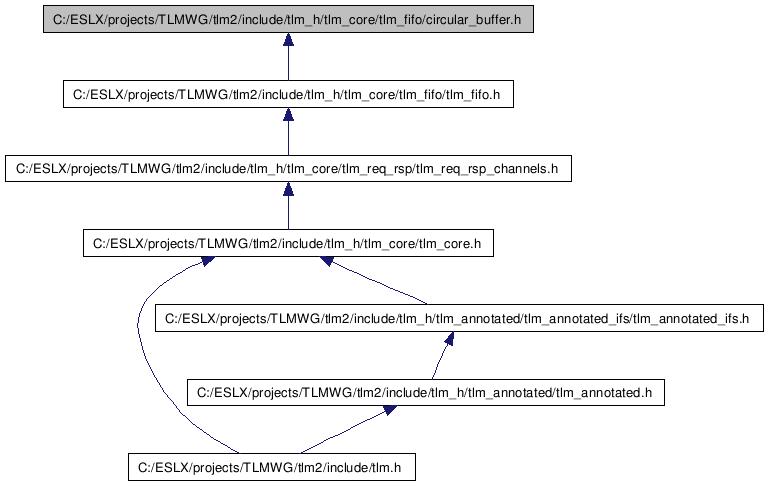 C:/ESLX/projects/TLMWG/tlm2/include/tlm_h/tlm_core/tlm_fifo/circular_buffer.h
C:/ESLX/projects/TLMWG/tlm2/include/tlm_h/tlm_core/tlm_fifo/tlm_fifo.h
C:/ESLX/projects/TLMWG/tlm2/include/tlm_h/tlm_core/tlm_req_rsp/tlm_req_rsp_channels.h
C:/ESLX/projects/TLMWG/tlm2/include/tlm_h/tlm_core/tlm_core.h
C:/ESLX/projects/TLMWG/tlm2/include/tlm_h/tlm_annotated/tlm_annotated_ifs/tlm_annotated_ifs.h
C:/ESLX/projects/TLMWG/tlm2/include/tlm_h/tlm_annotated/tlm_annotated.h
C:/ESLX/projects/TLMWG/tlm2/include/tlm.h